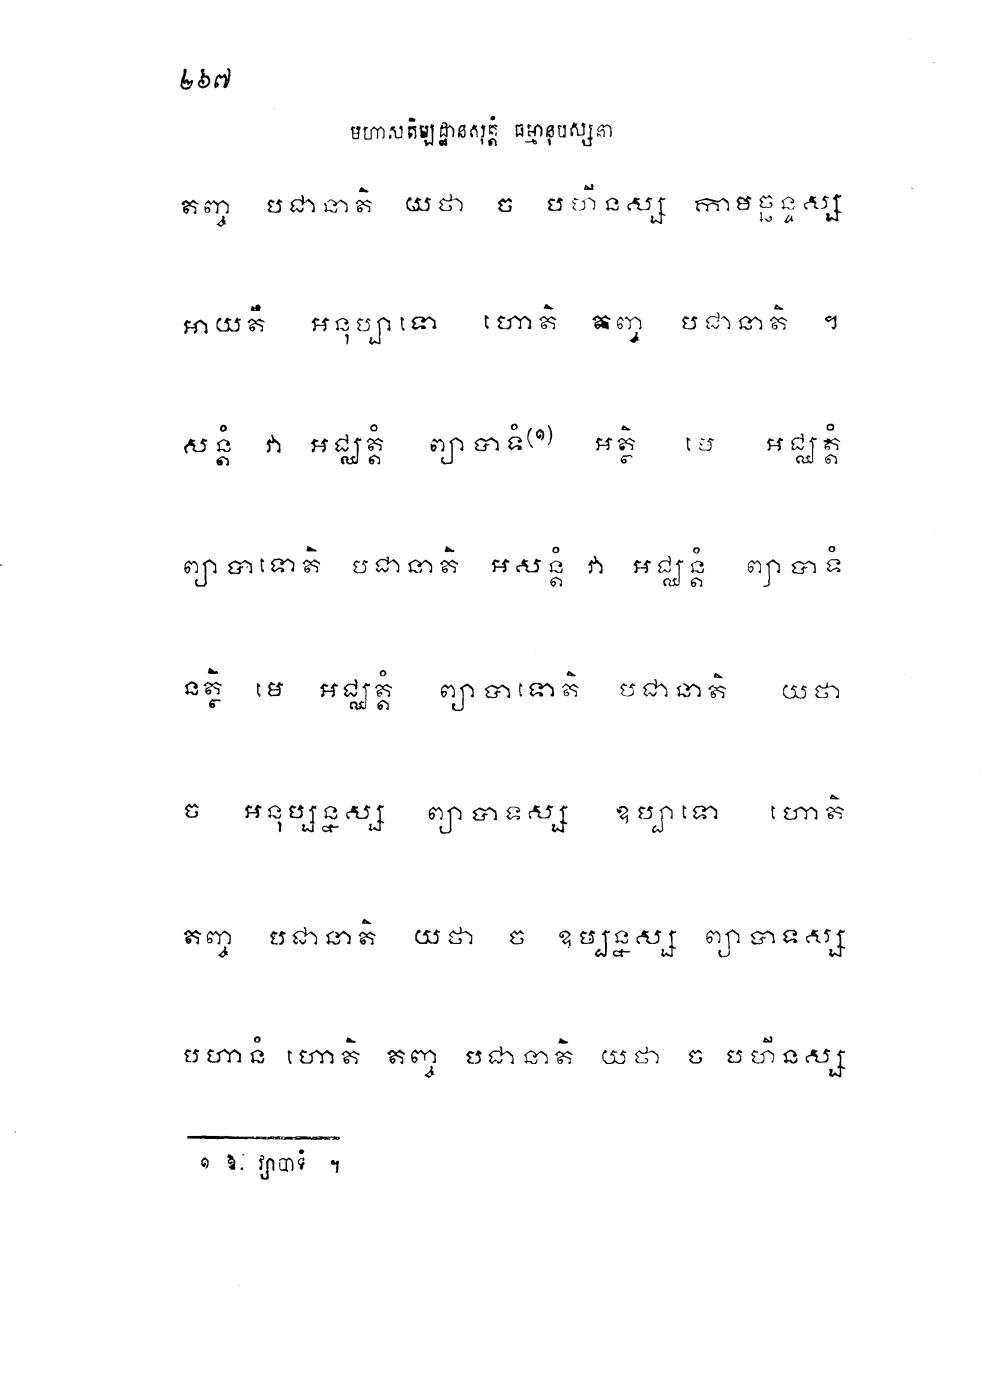 ២៦៧
មហាសតិប្បដ្ឋានសុត្តំ ធម្មានុបស្សនា
តញ្ច បជានាតិ យថា ច បហីនស្ស កាមច្ឆន្ទស្ស
អាយតឹ អនុប្បាទោ ហោតិ តញ្ច បជានាតិ ។
សន្តំ វា អជ្ឈត្តំ ព្យាបាទំ(១) អត្ថិ មេ អជ្ឈត្តំ
ព្យាបាទោតិ បជានាតិ អសន្តំ វា អជ្ឈន្តំ ព្យាបាទំ
នត្ថិ មេ អជ្ឈត្តំ ព្យាបាទោតិ បជានាតិ យថា
ច អនុប្បន្នស្ស ព្យាបាទស្ស ឧប្បាទោ ហោតិ
តញ្ច បជានាតិ យថា ច ឧប្បន្នស្ស ព្យាបាទស្ស
បហានំ ហោតិ តញ្ច បជានាតិ យថា ច បហីនស្ស
១ ឱ. វ្យាបាទំ ។